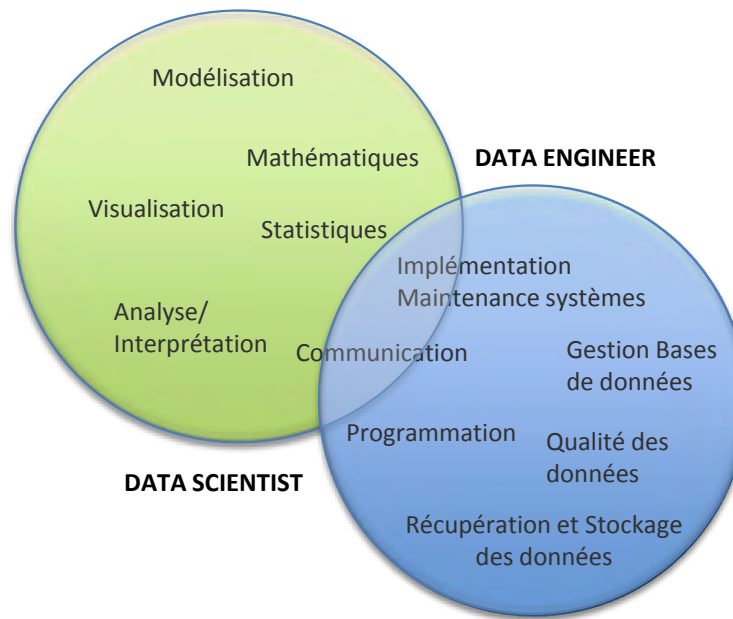 Modélisation
Mathématiques
DATA ENGINEER
Visualisation
Statistiques
Implémentation
Maintenance systèmes
Analyse/
Interprétation
Communication
Gestion Bases
de données
Programmation
Qualité des
données
DATA SCIENTIST
Récupération et Stockage
des données